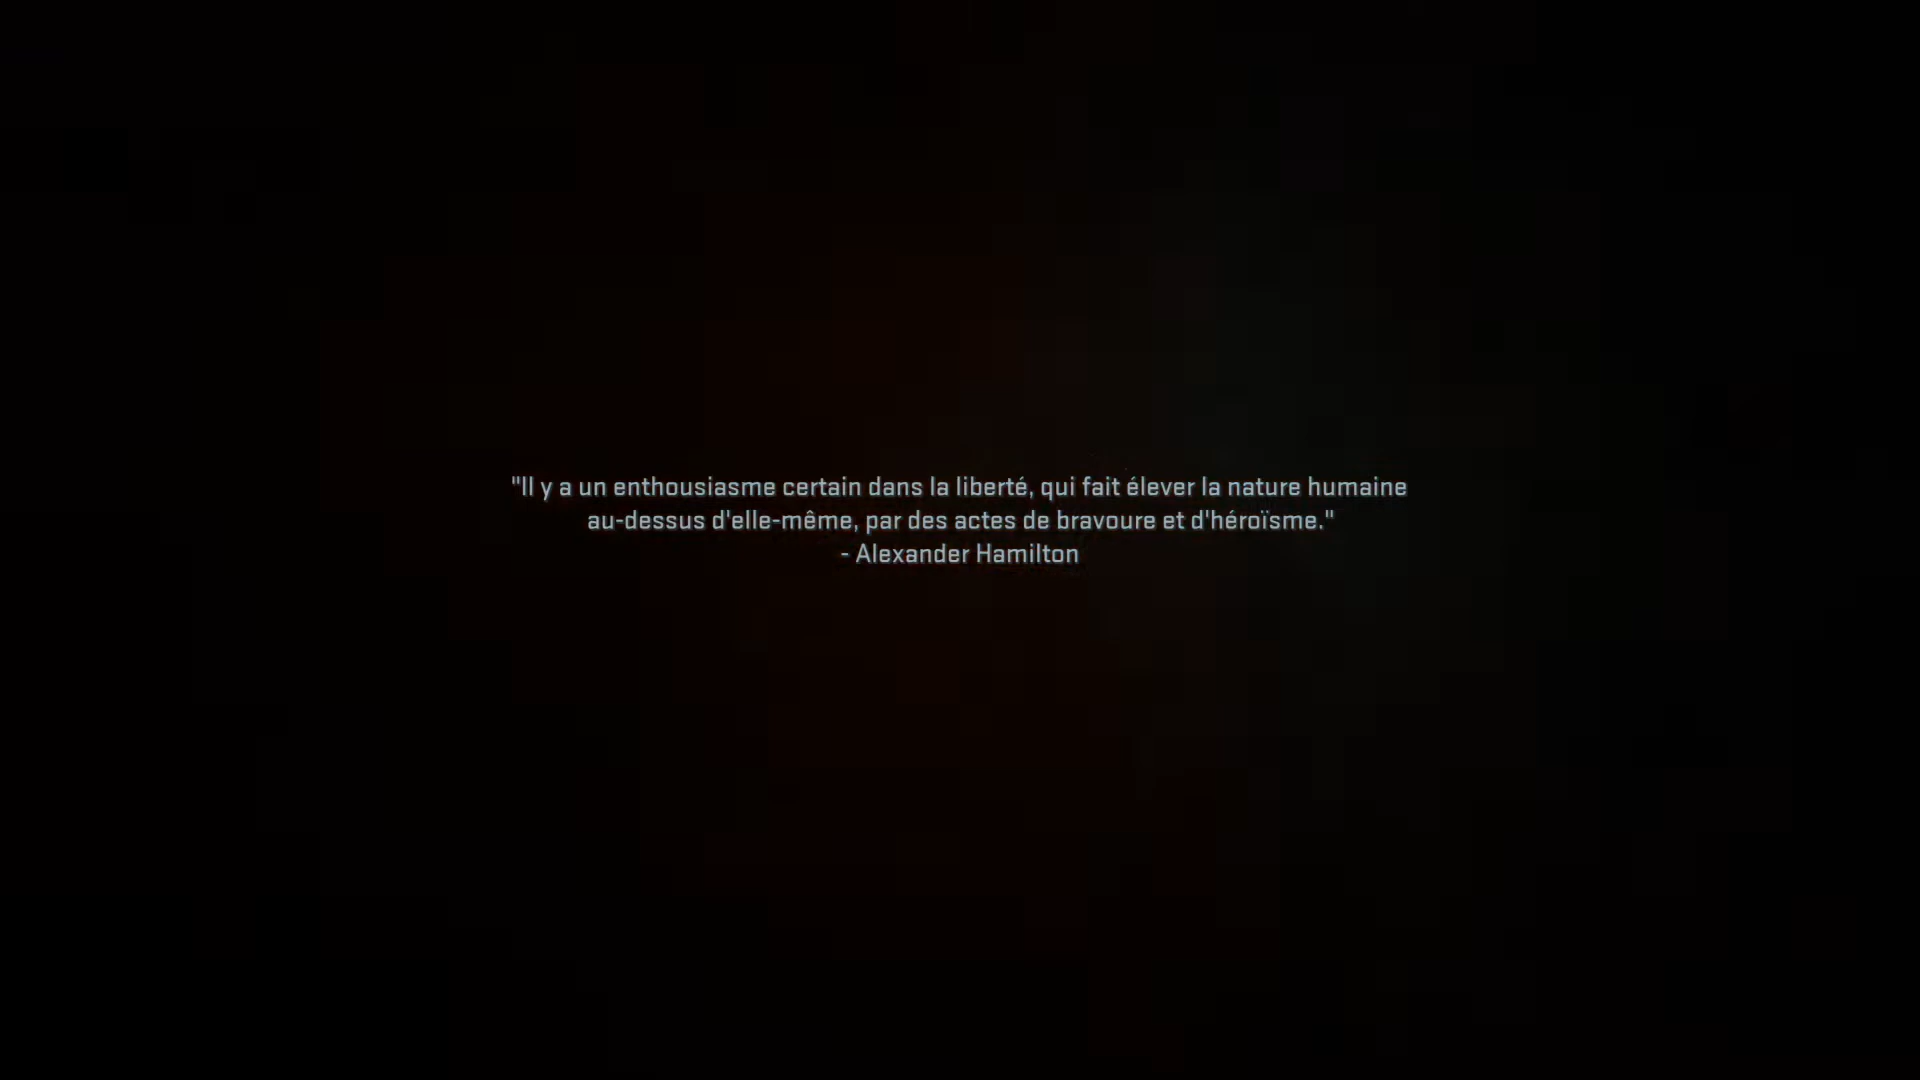 "Il y a un enthousiasme certain dans la liberté, qui fait élever la nature humaine
au-dessus d'elle-même, par des actes de bravoure et d'héroïsme."
- Alexander Hamilton